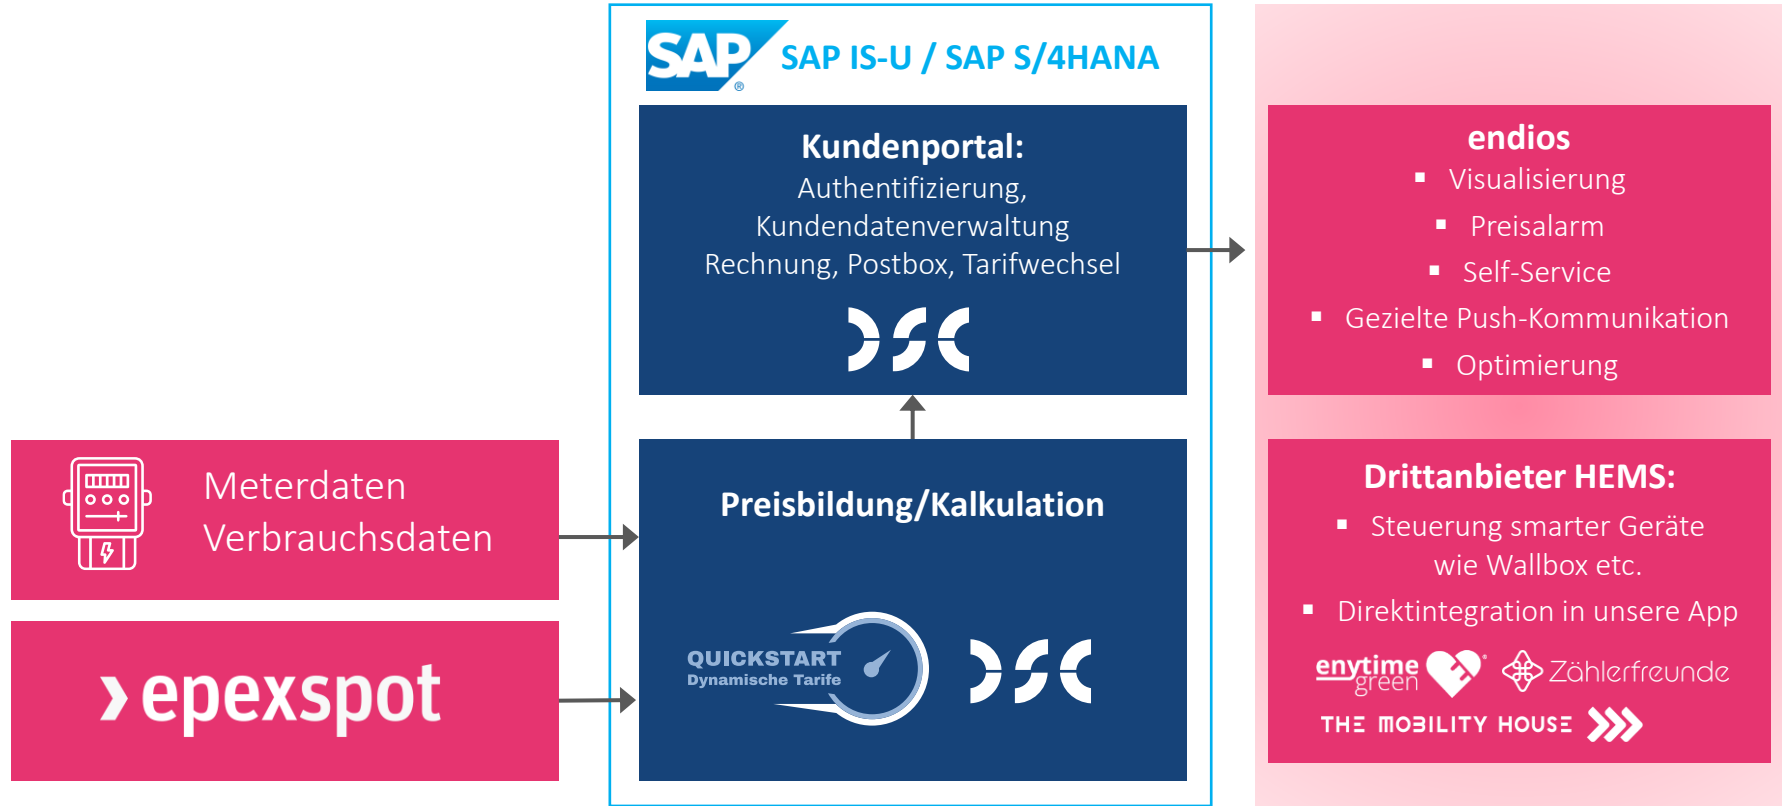 SAP
®
SAP IS-U / SAP S/4HANA
Kundenportal:
Authentifizierung,
Kundendatenverwaltung
Rechnung, Postbox, Tarifwechsel
DSC
Meterdaten
Verbrauchsdaten
epexspot
Preisbildung/Kalkulation
QUICKSTART
Dynamische Tarife
DSC
endios
▪ Visualisierung
▪ Preisalarm
▪ Self-Service
▪ Gezielte Push-Kommunikation
▪ Optimierung
Drittanbieter HEMS:
▪ Steuerung smarter Geräte
wie Wallbox etc.
▪ Direktintegration in unsere App
enytime
green
®
Zählerfreunde
THE MOBILITY HOUSE